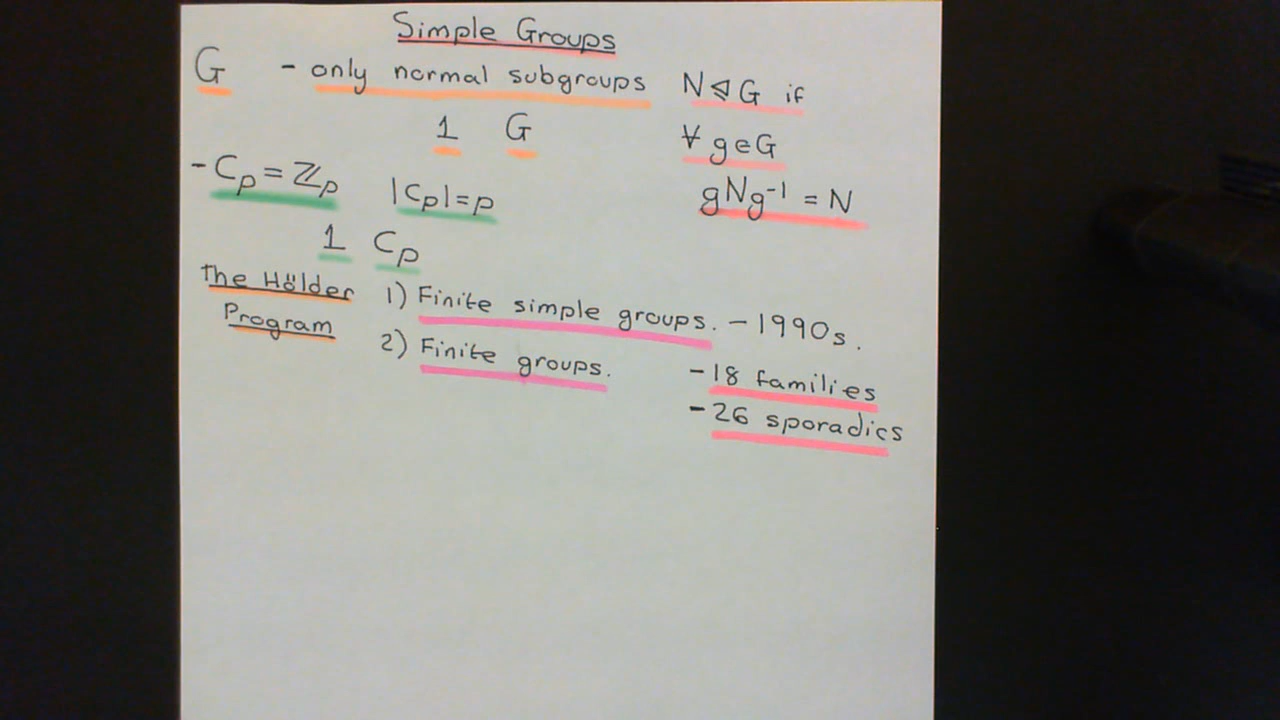 Simple Groups
G - only normal subgroups N ⊲ G if
1 G ∀ g∈G
- Cp = ℤp |Cp| = p gNg⁻¹ = N
1 Cp
The Hölder 1) Finite simple groups. - 1990s.
Program 2) Finite groups. - 18 families
- 26 sporadics